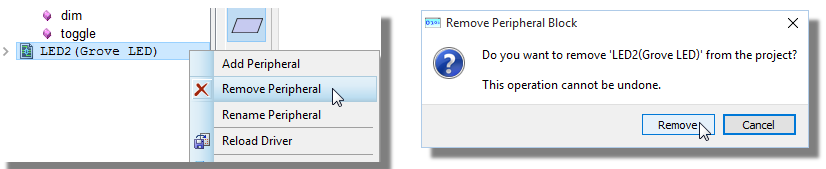 dim
toggle
LED2(Grove LED)
Add Peripheral
Remove Peripheral
Rename Peripheral
Reload Driver
Remove Peripheral Block
Do you want to remove 'LED2(Grove LED)' from the project?
This operation cannot be undone.
Remove
Cancel